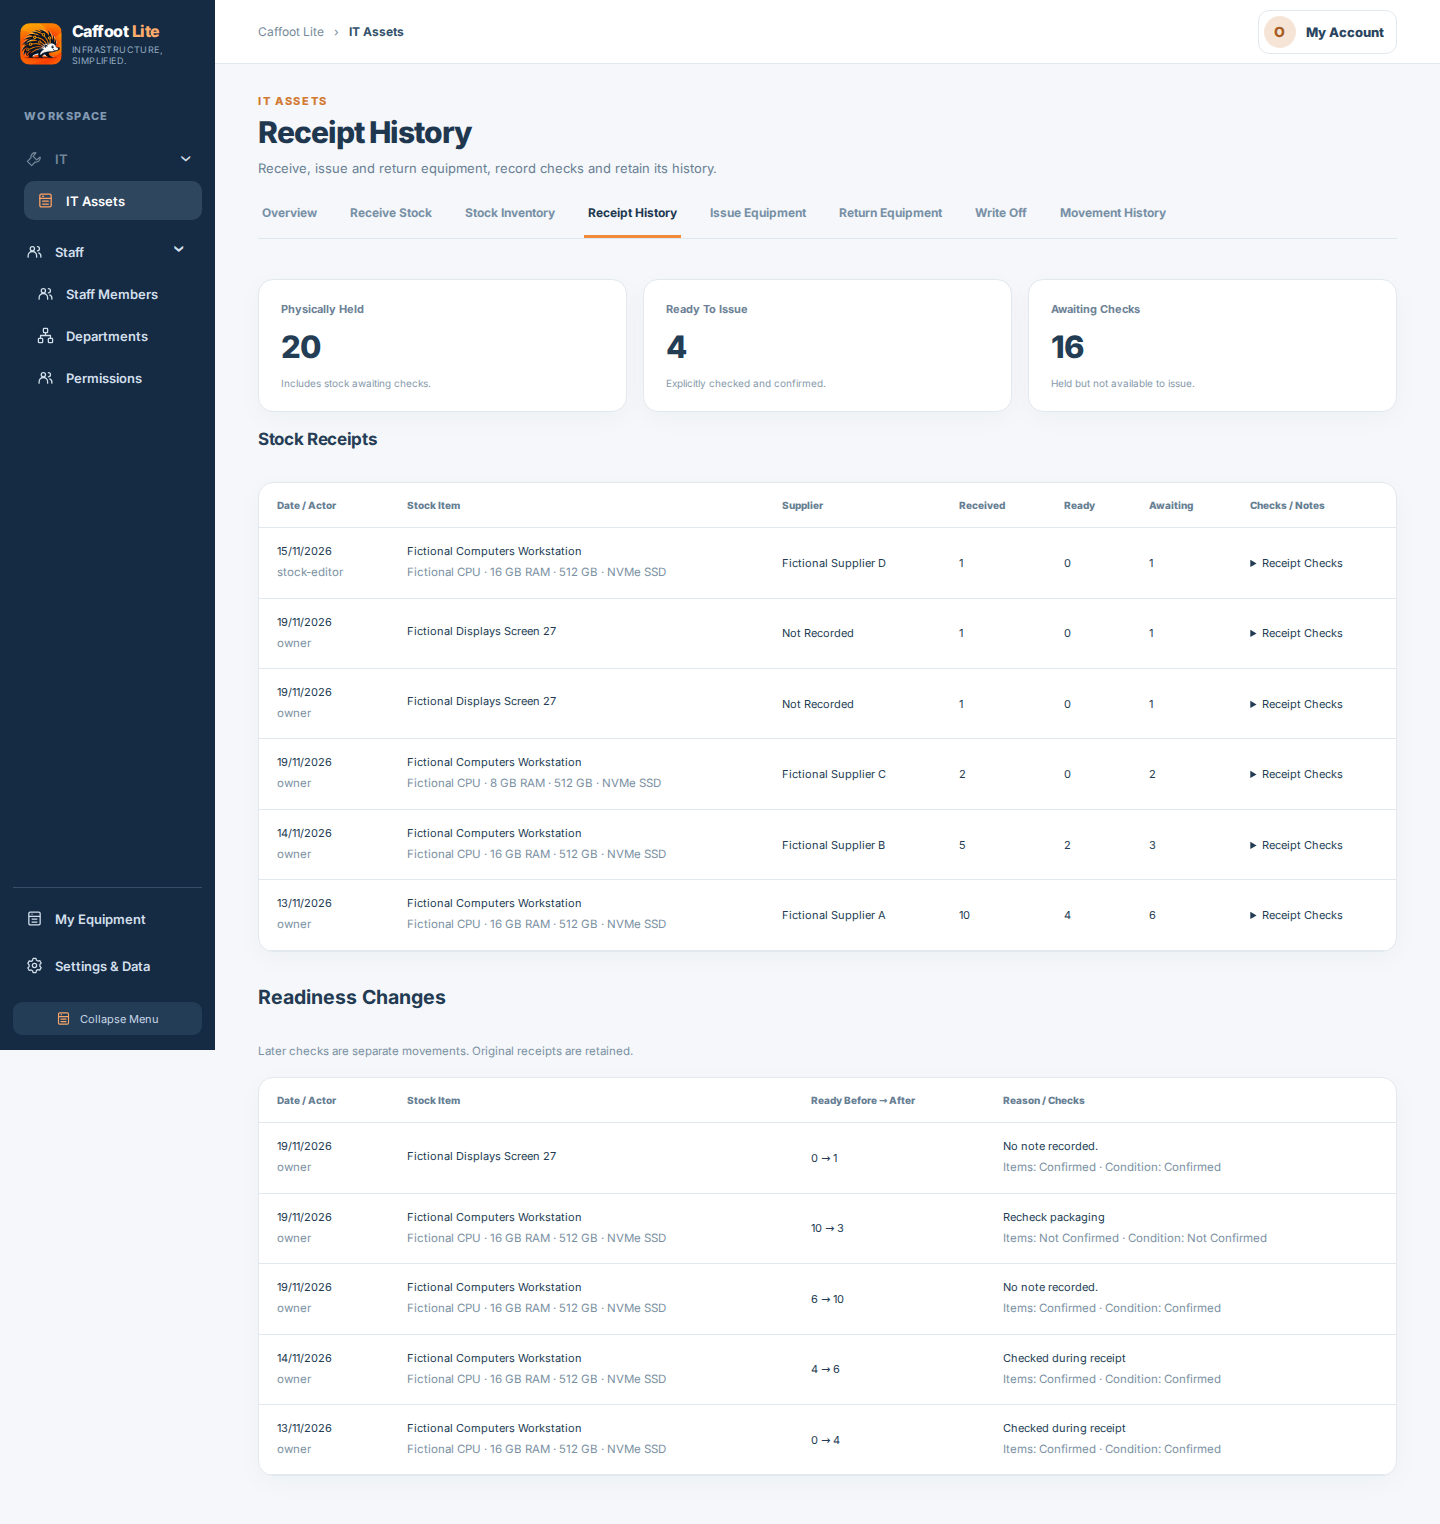 Caffoot Lite
INFRASTRUCTURE,
SIMPLIFIED.
WORKSPACE
IT
IT Assets
Staff
Staff Members
Departments
Permissions
My Equipment
Settings & Data
Collapse Menu
Caffoot Lite › IT Assets
O My Account
IT ASSETS
Receipt History
Receive, issue and return equipment, record checks and retain its history.
Overview Receive Stock Stock Inventory Receipt History Issue Equipment Return Equipment Write Off Movement History
Physically Held
20
Includes stock awaiting checks.
Ready To Issue
4
Explicitly checked and confirmed.
Awaiting Checks
16
Held but not available to issue.
Stock Receipts
Date / Actor Stock Item Supplier Received Ready Awaiting Checks / Notes
15/11/2026 Fictional Computers Workstation
stock-editor Fictional CPU · 16 GB RAM · 512 GB · NVMe SSD
Fictional Supplier D 1 0 1 ▶ Receipt Checks
19/11/2026
owner
Fictional Displays Screen 27 Not Recorded 1 0 1 ▶ Receipt Checks
19/11/2026
owner
Fictional Displays Screen 27 Not Recorded 1 0 1 ▶ Receipt Checks
19/11/2026 Fictional Computers Workstation
owner Fictional CPU · 8 GB RAM · 512 GB · NVMe SSD
Fictional Supplier C 2 0 2 ▶ Receipt Checks
14/11/2026 Fictional Computers Workstation
owner Fictional CPU · 16 GB RAM · 512 GB · NVMe SSD
Fictional Supplier B 5 2 3 ▶ Receipt Checks
13/11/2026 Fictional Computers Workstation
owner Fictional CPU · 16 GB RAM · 512 GB · NVMe SSD
Fictional Supplier A 10 4 6 ▶ Receipt Checks
Readiness Changes
Later checks are separate movements. Original receipts are retained.
Date / Actor Stock Item Ready Before → After Reason / Checks
19/11/2026
owner
Fictional Displays Screen 27 0 → 1
No note recorded.
Items: Confirmed · Condition: Confirmed
19/11/2026 Fictional Computers Workstation
owner Fictional CPU · 16 GB RAM · 512 GB · NVMe SSD
10 → 3
Recheck packaging
Items: Not Confirmed · Condition: Not Confirmed
19/11/2026 Fictional Computers Workstation
owner Fictional CPU · 16 GB RAM · 512 GB · NVMe SSD
6 → 10
No note recorded.
Items: Confirmed · Condition: Confirmed
14/11/2026 Fictional Computers Workstation
owner Fictional CPU · 16 GB RAM · 512 GB · NVMe SSD
4 → 6
Checked during receipt
Items: Confirmed · Condition: Confirmed
13/11/2026 Fictional Computers Workstation
owner Fictional CPU · 16 GB RAM · 512 GB · NVMe SSD
0 → 4
Checked during receipt
Items: Confirmed · Condition: Confirmed